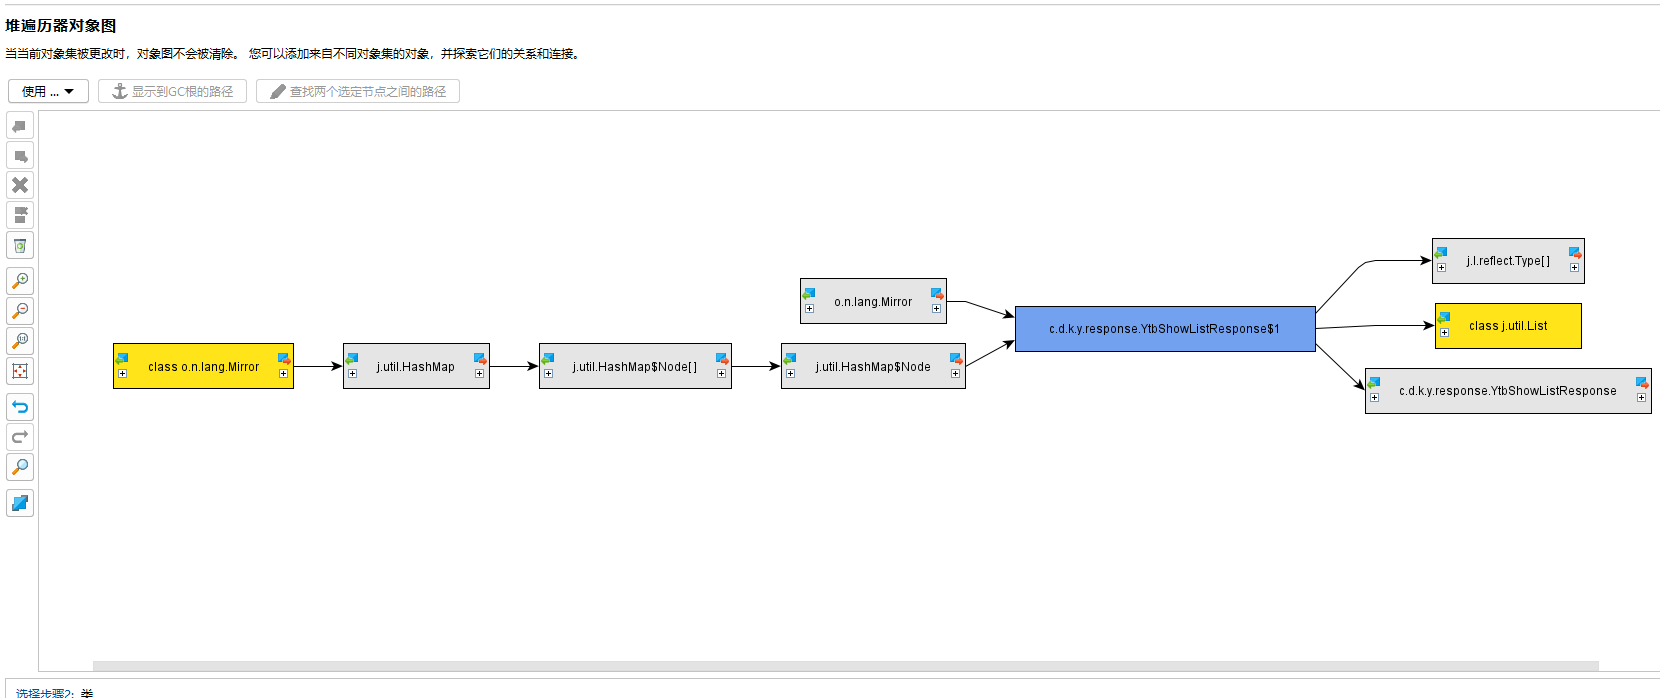 堆遍历器对象图
当当前对象集被更改时，对象图不会被清除。 您可以添加来自不同对象集的对象，并探索它们的关系和连接。
使用 ...
显示到GC根的路径
查找两个选定节点之间的路径
j.l.reflect.Type[ ]
o.n.lang.Mirror
c.d.k.y.response.YtbShowListResponse$1
class j.util.List
class o.n.lang.Mirror
j.util.HashMap
j.util.HashMap$Node[ ]
j.util.HashMap$Node
c.d.k.y.response.YtbShowListResponse
选择步骤2: 类